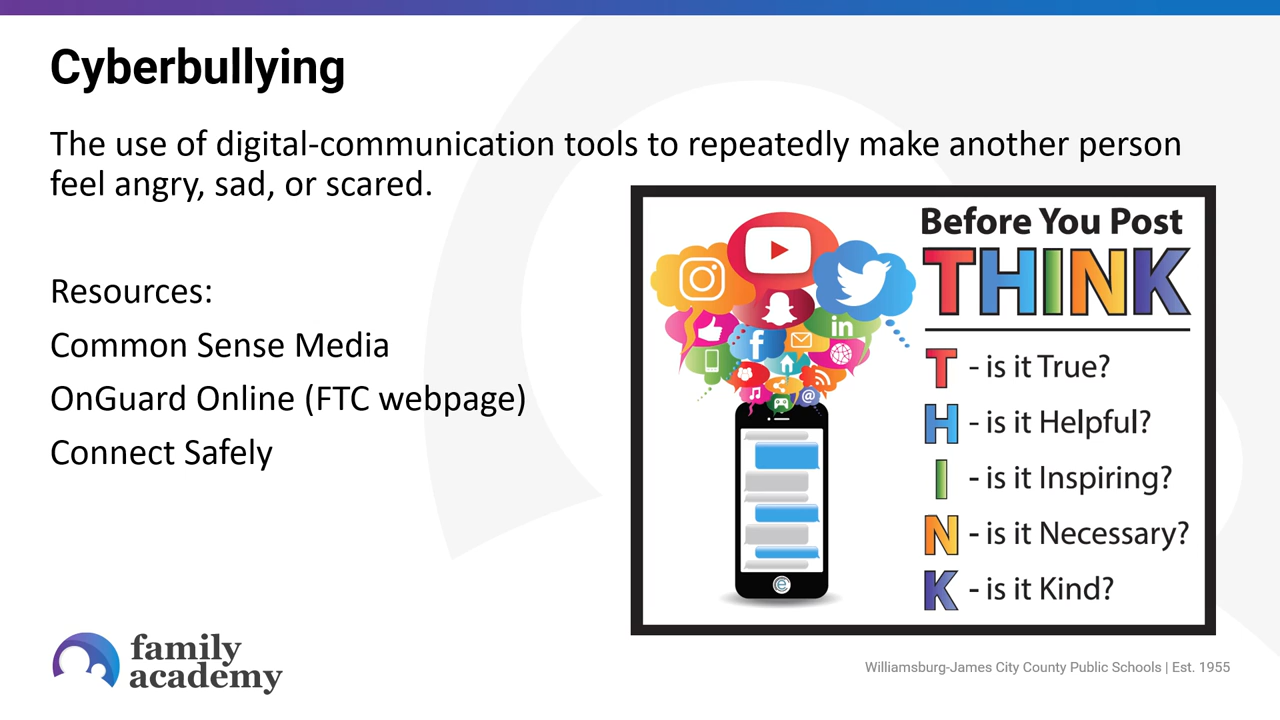 Cyberbullying
The use of digital-communication tools to repeatedly make another person
feel angry, sad, or scared.
Resources:
Common Sense Media
OnGuard Online (FTC webpage)
Connect Safely
Before You Post
THINK
T - is it True?
H - is it Helpful?
I - is it Inspiring?
N - is it Necessary?
K - is it Kind?
in
f
@
e
family
academy
Williamsburg-James City County Public Schools | Est. 1955